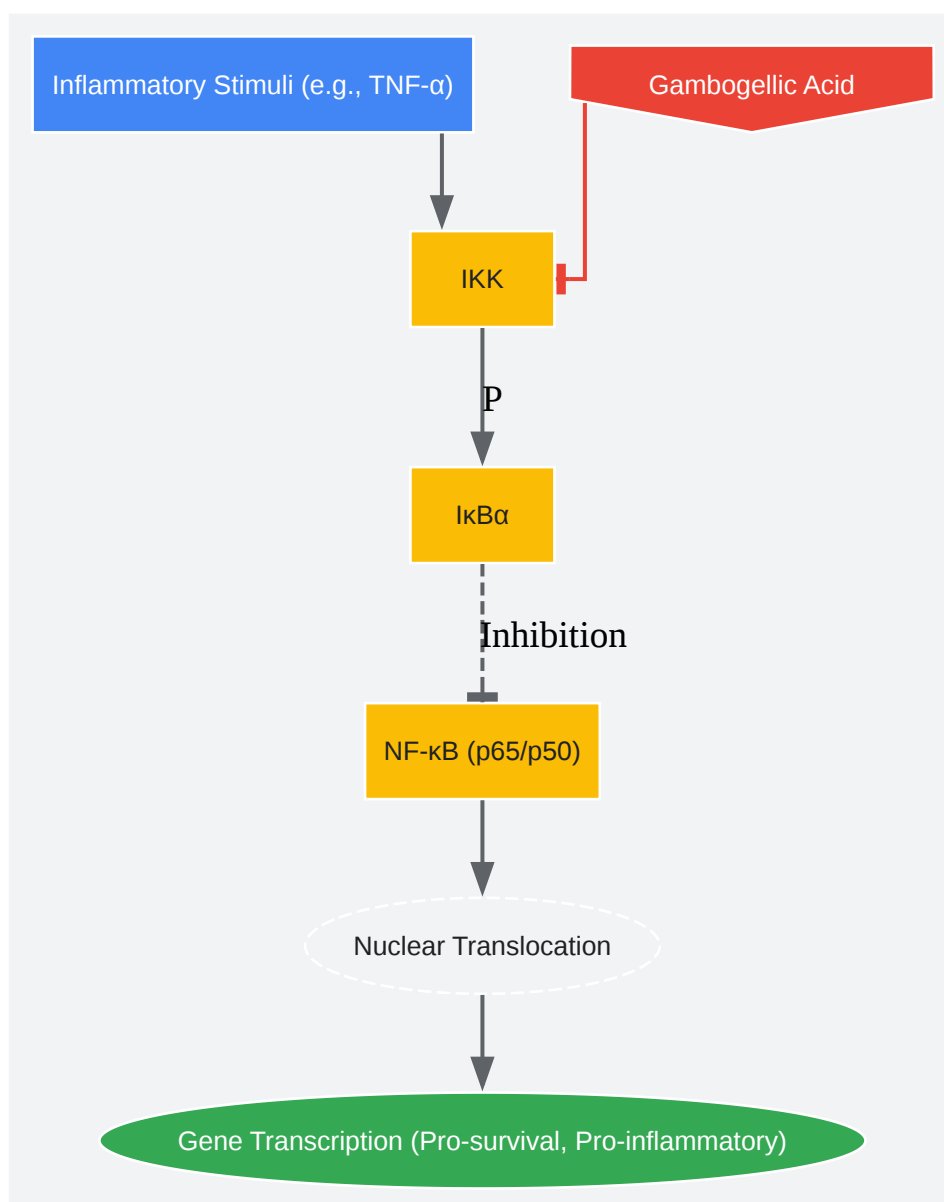 Inflammatory Stimuli (e.g., TNF-α)
Gambogellic Acid
IKK
P
IκBα
Inhibition
NF-κB (p65/p50)
Nuclear Translocation
Gene Transcription (Pro-survival, Pro-inflammatory)